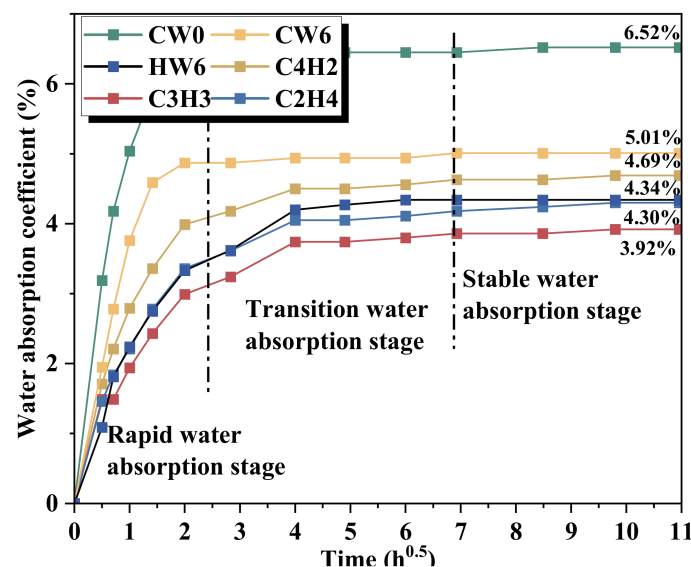 CW0 CW6
HW6 C4H2
C3H3 C2H4
6.52%
5.01%
4.69%
4.34%
4.30%
3.92%
Stable water
absorption stage
Transition water
absorption stage
Rapid water
absorption stage
Water absorption coefficient (%)
6
4
2
0
0 1 2 3 4 5 6 7 8 9 10 11
Time (h^0.5)